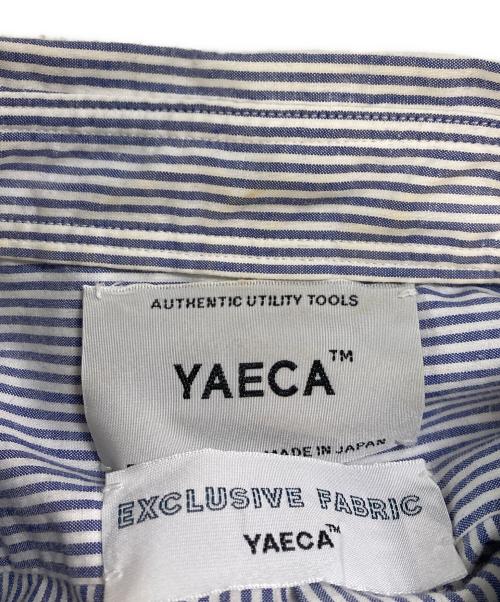 AUTHENTIC UTILITY TOOLS
YAECA™
MADE IN JAPAN
EXCLUSIVE FABRIC
YAECA™